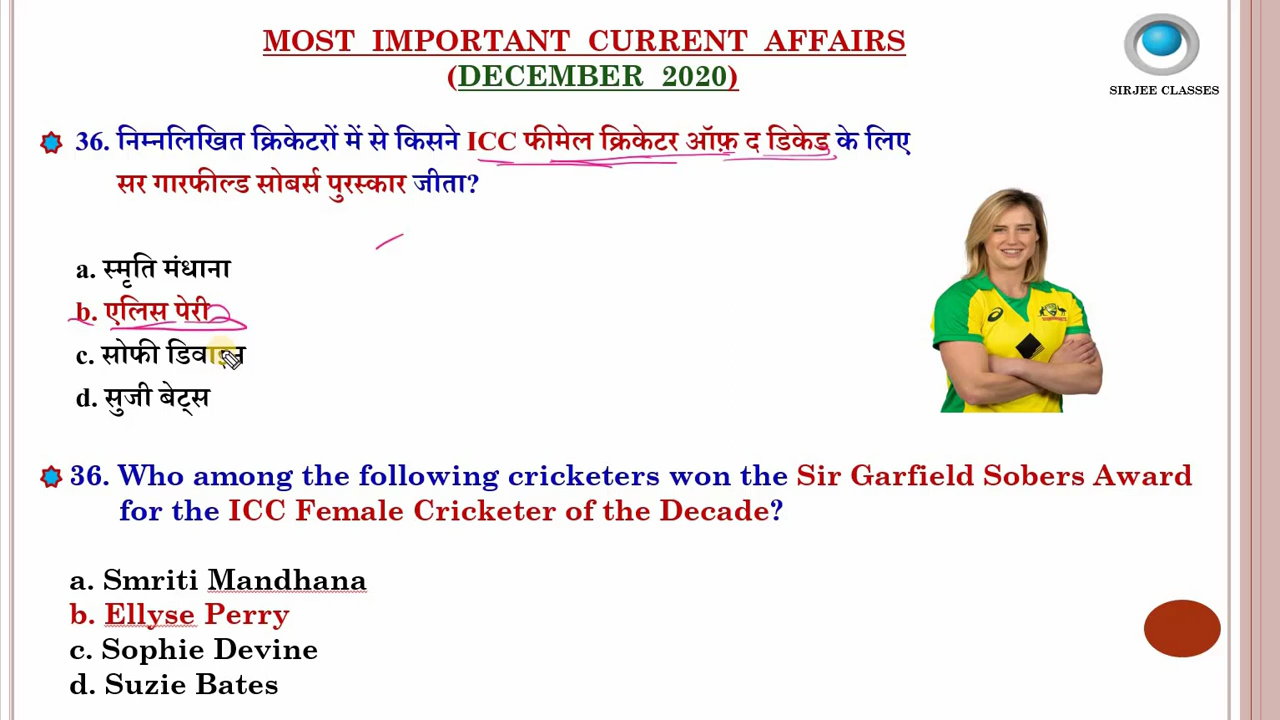 MOST IMPORTANT CURRENT AFFAIRS
(DECEMBER 2020)
SIRJEE CLASSES
36. निम्नलिखित क्रिकेटरों में से किसने ICC फीमेल क्रिकेटर ऑफ़ द डिकेड के लिए
सर गारफील्ड सोबर्स पुरस्कार जीता?
a. स्मृति मंधाना
b. एलिस पेरी
c. सोफी डिवाइन
d. सुजी बेट्स
36. Who among the following cricketers won the Sir Garfield Sobers Award
for the ICC Female Cricketer of the Decade?
a. Smriti Mandhana
b. Ellyse Perry
c. Sophie Devine
d. Suzie Bates